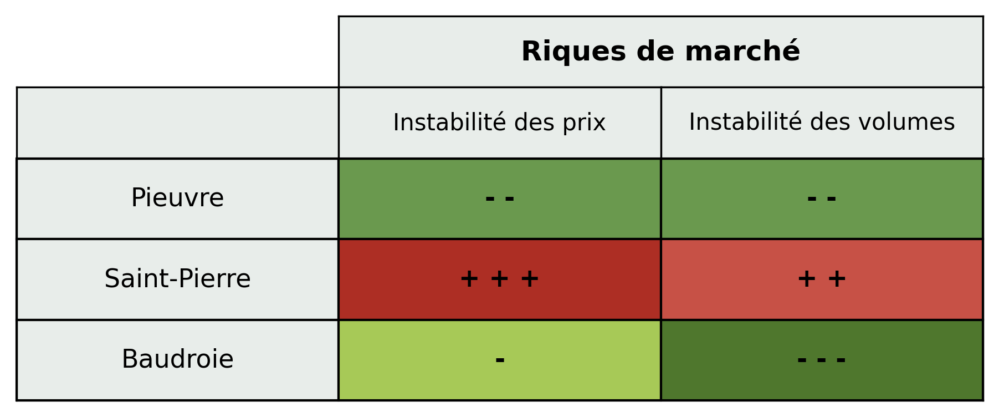 Riques de marché
Instabilité des prix Instabilité des volumes
Pieuvre - - - -
Saint-Pierre + + + + +
Baudroie - - - -